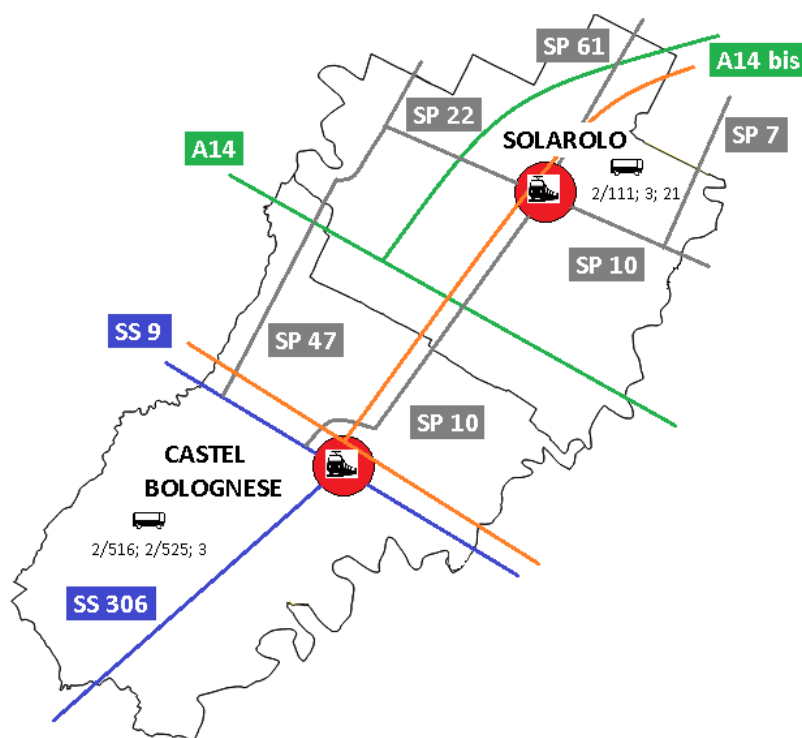 SP 61
A14 bis
SP 22
SOLAROLO
SP 7
A14
2/111; 3; 21
SP 10
SS 9
SP 47
SP 10
CASTEL
BOLOGNESE
2/516; 2/525; 3
SS 306